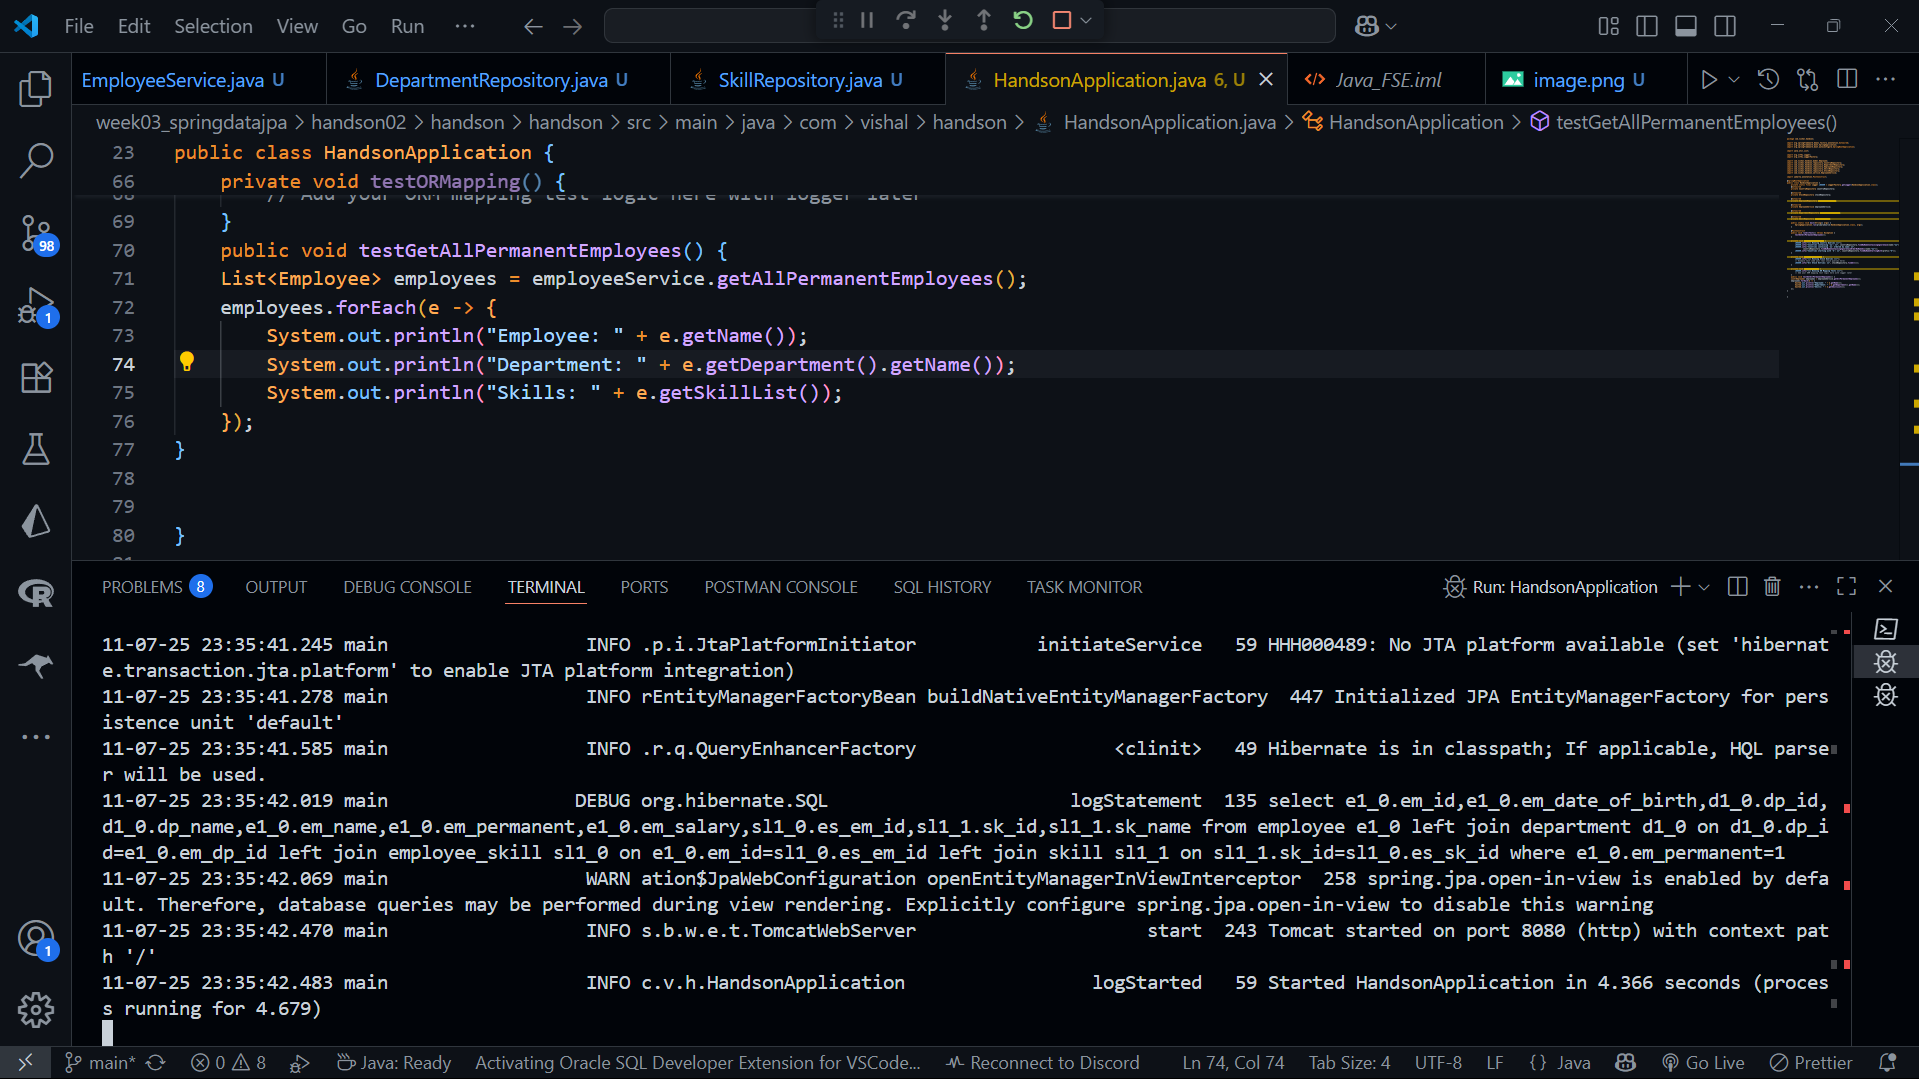 File Edit Selection View Go Run ···
EmployeeService.java U DepartmentRepository.java U SkillRepository.java U HandsonApplication.java 6, U Java_FSE.iml image.png U
week03_springdatajpa > handson02 > handson > handson > src > main > java > com > vishal > handson > HandsonApplication.java > HandsonApplication > testGetAllPermanentEmployees()
23 public class HandsonApplication {
66 private void testORMapping() {
69 }
70 public void testGetAllPermanentEmployees() {
71 List<Employee> employees = employeeService.getAllPermanentEmployees();
72 employees.forEach(e -> {
73 System.out.println("Employee: " + e.getName());
74 System.out.println("Department: " + e.getDepartment().getName());
75 System.out.println("Skills: " + e.getSkillList());
76 });
77 }
78
79
80 }
98
1
PROBLEMS 8 OUTPUT DEBUG CONSOLE TERMINAL PORTS POSTMAN CONSOLE SQL HISTORY TASK MONITOR Run: HandsonApplication
11-07-25 23:35:41.245 main INFO .p.i.JtaPlatformInitiator initiateService 59 HHH000489: No JTA platform available (set 'hibernat
e.transaction.jta.platform' to enable JTA platform integration)
11-07-25 23:35:41.278 main INFO rEntityManagerFactoryBean buildNativeEntityManagerFactory 447 Initialized JPA EntityManagerFactory for pers
istence unit 'default'
11-07-25 23:35:41.585 main INFO .r.q.QueryEnhancerFactory <clinit> 49 Hibernate is in classpath; If applicable, HQL parse
r will be used.
11-07-25 23:35:42.019 main DEBUG org.hibernate.SQL logStatement 135 select e1_0.em_id,e1_0.em_date_of_birth,d1_0.dp_id,
d1_0.dp_name,e1_0.em_name,e1_0.em_permanent,e1_0.em_salary,sl1_0.es_em_id,sl1_1.sk_id,sl1_1.sk_name from employee e1_0 left join department d1_0 on d1_0.dp_i
d=e1_0.em_dp_id left join employee_skill sl1_0 on e1_0.em_id=sl1_0.es_em_id left join skill sl1_1 on sl1_1.sk_id=sl1_0.es_sk_id where e1_0.em_permanent=1
11-07-25 23:35:42.069 main WARN ation$JpaWebConfiguration openEntityManagerInViewInterceptor 258 spring.jpa.open-in-view is enabled by defa
ult. Therefore, database queries may be performed during view rendering. Explicitly configure spring.jpa.open-in-view to disable this warning
11-07-25 23:35:42.470 main INFO s.b.w.e.t.TomcatWebServer start 243 Tomcat started on port 8080 (http) with context pat
h '/'
11-07-25 23:35:42.483 main INFO c.v.h.HandsonApplication logStarted 59 Started HandsonApplication in 4.366 seconds (proces
s running for 4.679)
1
main* 0 8 Java: Ready Activating Oracle SQL Developer Extension for VSCode... Reconnect to Discord Ln 74, Col 74 Tab Size: 4 UTF-8 LF {} Java Go Live Prettier